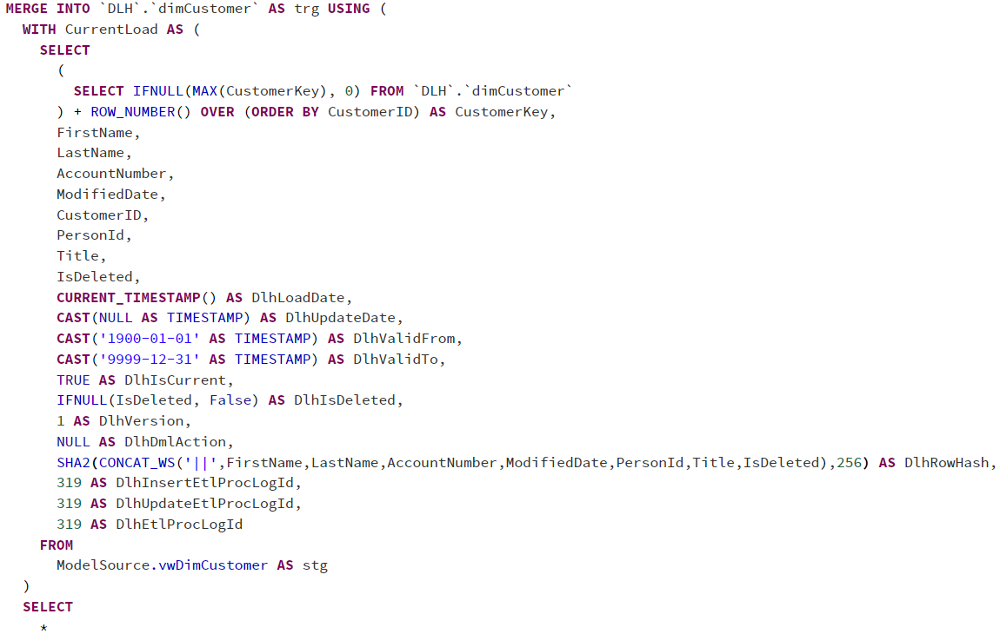 MERGE INTO `DLH`.`dimCustomer` AS trg USING (
  WITH CurrentLoad AS (
    SELECT
      (
        SELECT IFNULL(MAX(CustomerKey), 0) FROM `DLH`.`dimCustomer`
      ) + ROW_NUMBER() OVER (ORDER BY CustomerID) AS CustomerKey,
      FirstName,
      LastName,
      AccountNumber,
      ModifiedDate,
      CustomerID,
      PersonId,
      Title,
      IsDeleted,
      CURRENT_TIMESTAMP() AS DlhLoadDate,
      CAST(NULL AS TIMESTAMP) AS DlhUpdateDate,
      CAST('1900-01-01' AS TIMESTAMP) AS DlhValidFrom,
      CAST('9999-12-31' AS TIMESTAMP) AS DlhValidTo,
      TRUE AS DlhIsCurrent,
      IFNULL(IsDeleted, False) AS DlhIsDeleted,
      1 AS DlhVersion,
      NULL AS DlhDmlAction,
      SHA2(CONCAT_WS('||',FirstName,LastName,AccountNumber,ModifiedDate,PersonId,Title,IsDeleted),256) AS DlhRowHash,
      319 AS DlhInsertEtlProcLogId,
      319 AS DlhUpdateEtlProcLogId,
      319 AS DlhEtlProcLogId
    FROM
      ModelSource.vwDimCustomer AS stg
  )
  SELECT
    *